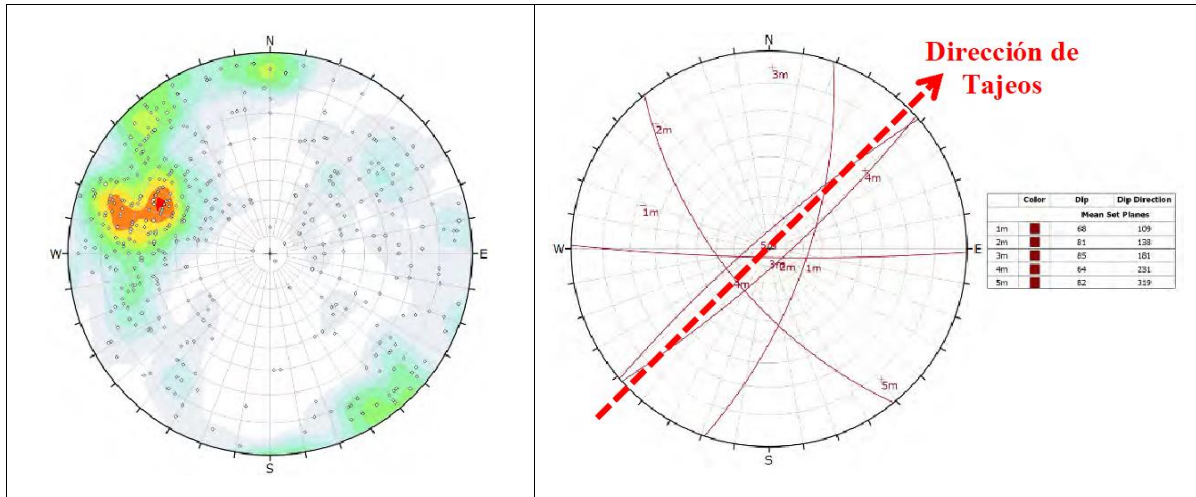 N
W
E
S
N
Dirección de
Tajeos
3m
2m
4m
1m
W
5m
E
3m
2m
1m
4m
5m
S
Color Dip Dip Direction
Mean Set Planes
1m 68 109
2m 81 138
3m 85 181
4m 64 231
5m 82 319